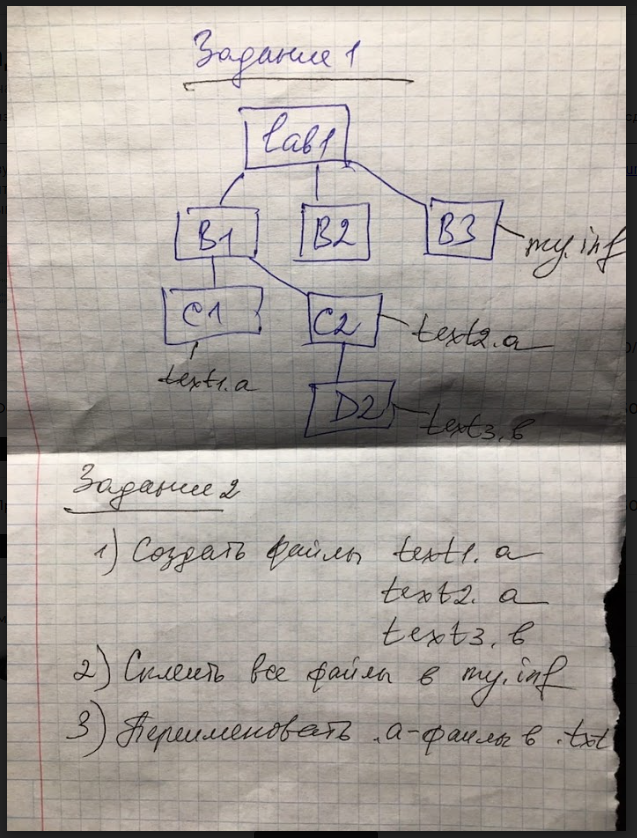 Задание 1
lab1
B1 B2 B3 my.inf
C1 C2 text2.a
text1.a
D2 text3.b
Задание 2
1) Создать файлы text1.a
text2.a
text3.b
2) Склеить все файлы в my.inf
3) Переименовать .a-файлы в .txt